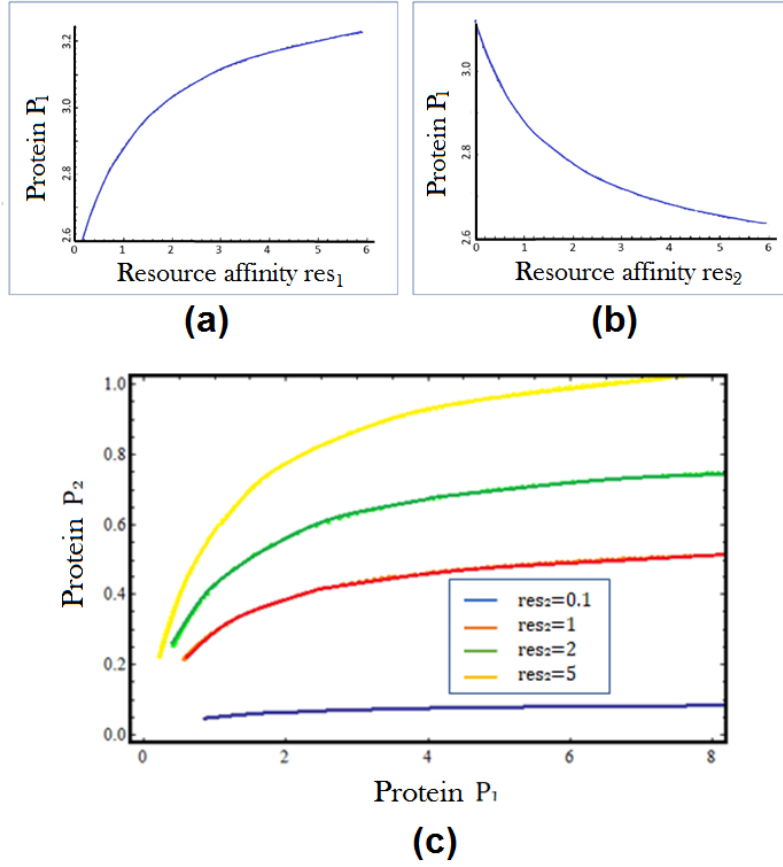 Protein P₁
3.2
3.0
2.8
2.6
0 1 2 3 4 5 6
Resource affinity res₁
(a)
Protein P₁
3.0
2.8
2.6
0 1 2 3 4 5 6
Resource affinity res₂
(b)
Protein P₂
1.0
0.8
0.6
0.4
0.2
0.0
res₂=0.1
res₂=1
res₂=2
res₂=5
0 2 4 6 8
Protein P₁
(c)